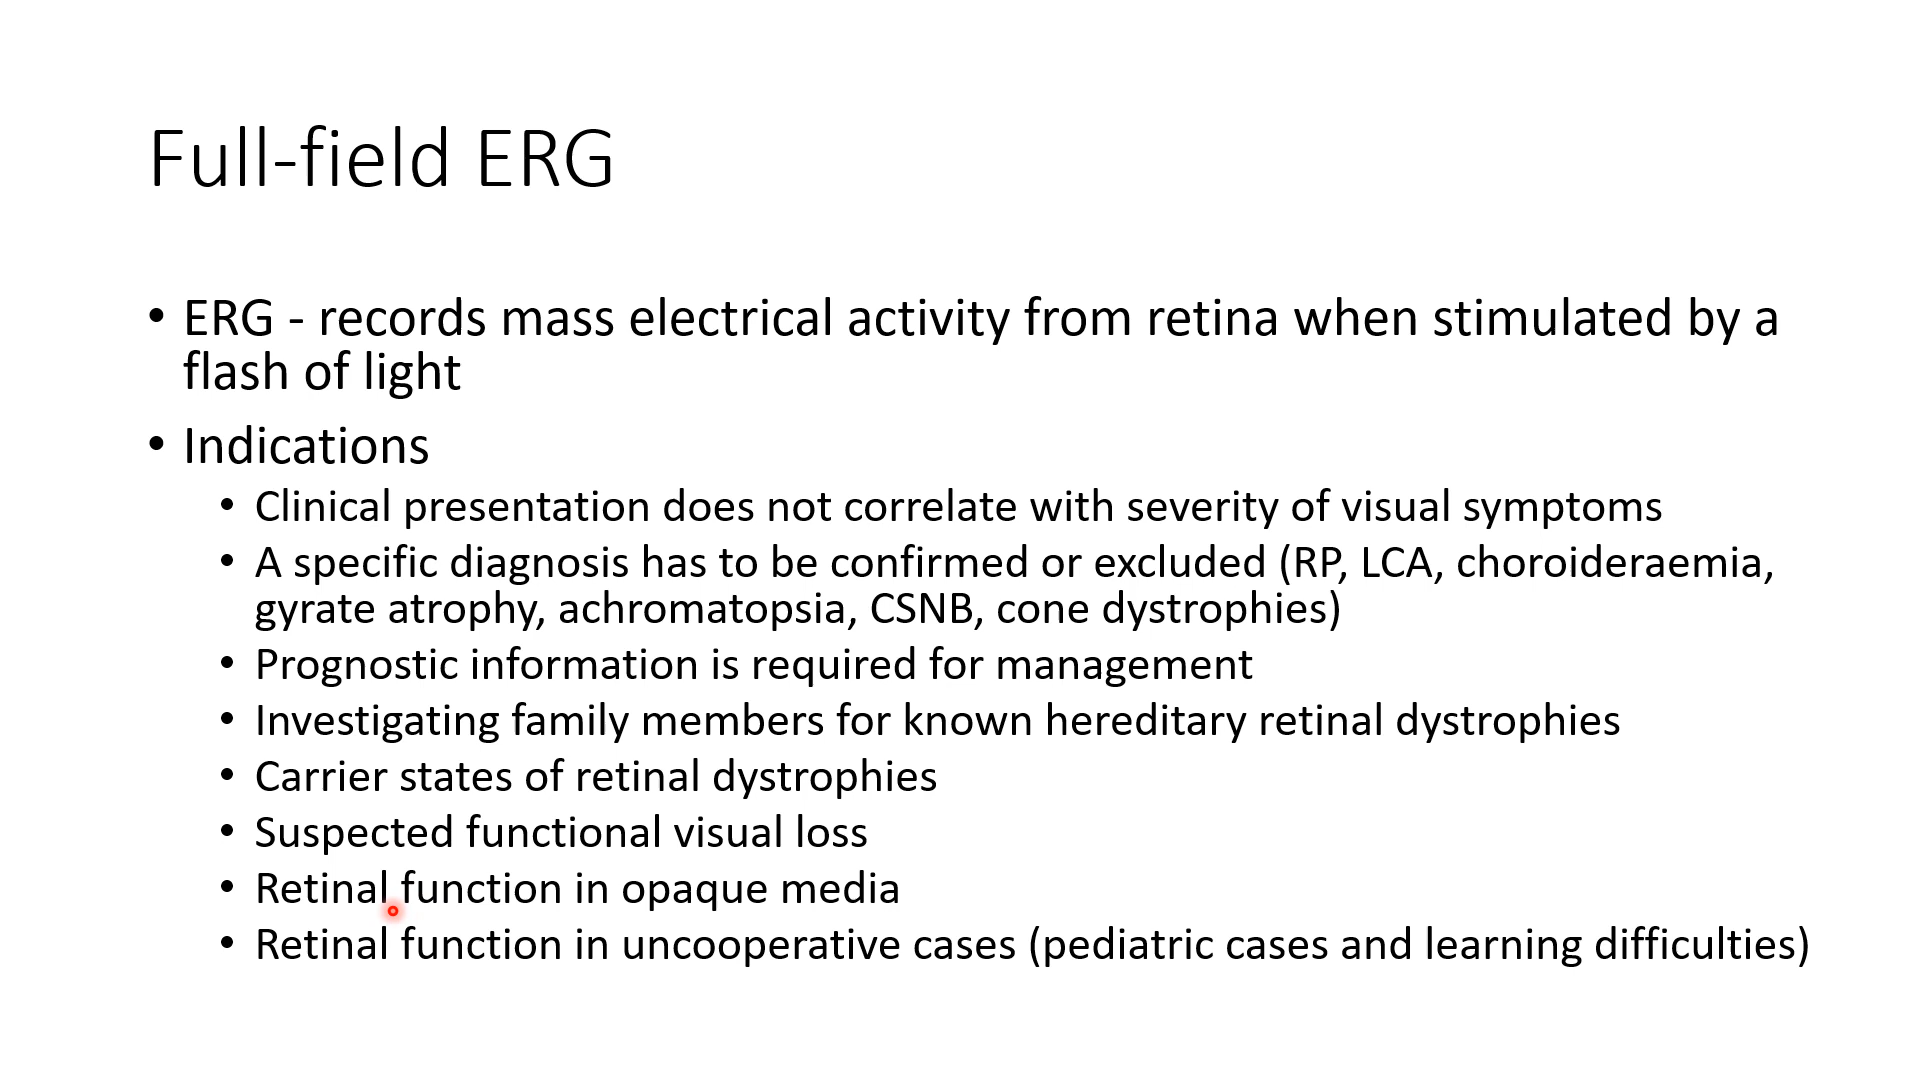 Full-field ERG
• ERG - records mass electrical activity from retina when stimulated by a
flash of light
• Indications
• Clinical presentation does not correlate with severity of visual symptoms
• A specific diagnosis has to be confirmed or excluded (RP, LCA, choroideraemia,
gyrate atrophy, achromatopsia, CSNB, cone dystrophies)
• Prognostic information is required for management
• Investigating family members for known hereditary retinal dystrophies
• Carrier states of retinal dystrophies
• Suspected functional visual loss
• Retinal function in opaque media
• Retinal function in uncooperative cases (pediatric cases and learning difficulties)